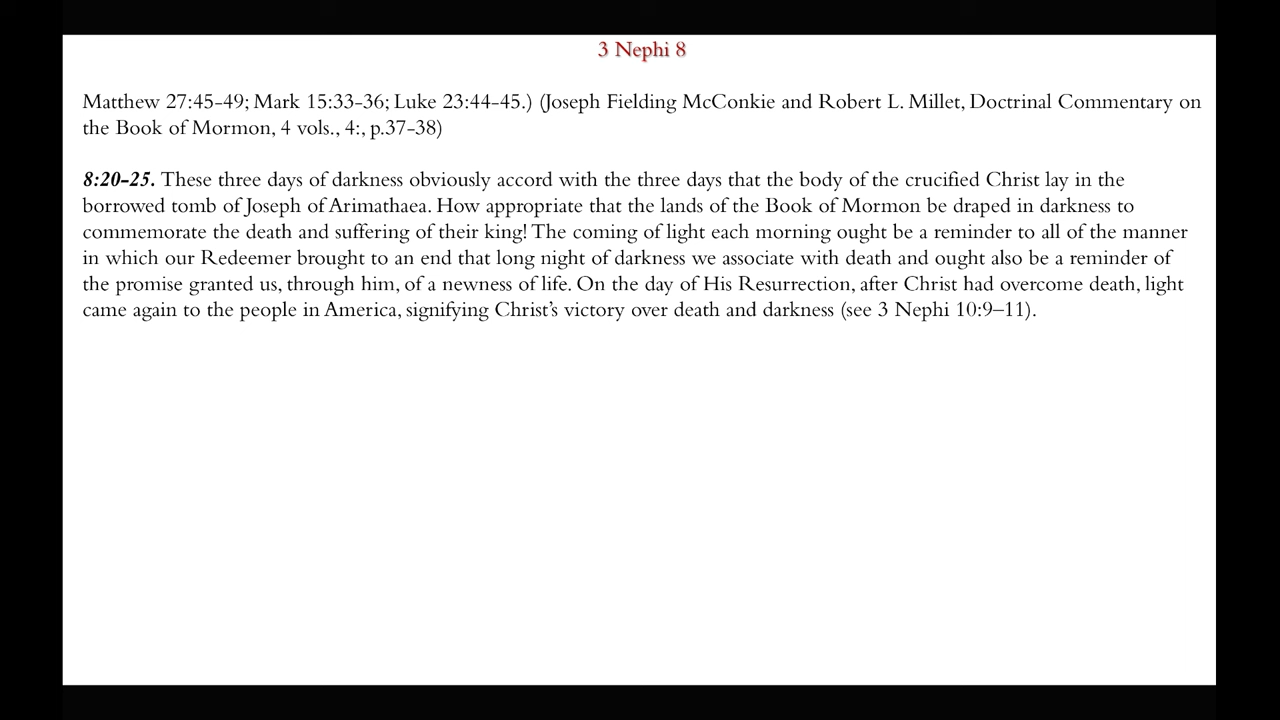 3 Nephi 8
Matthew 27:45-49; Mark 15:33-36; Luke 23:44-45.) (Joseph Fielding McConkie and Robert L. Millet, Doctrinal Commentary on
the Book of Mormon, 4 vols., 4:, p.37-38)
8:20-25. These three days of darkness obviously accord with the three days that the body of the crucified Christ lay in the
borrowed tomb of Joseph of Arimathaea. How appropriate that the lands of the Book of Mormon be draped in darkness to
commemorate the death and suffering of their king! The coming of light each morning ought be a reminder to all of the manner
in which our Redeemer brought to an end that long night of darkness we associate with death and ought also be a reminder of
the promise granted us, through him, of a newness of life. On the day of His Resurrection, after Christ had overcome death, light
came again to the people in America, signifying Christ’s victory over death and darkness (see 3 Nephi 10:9–11).